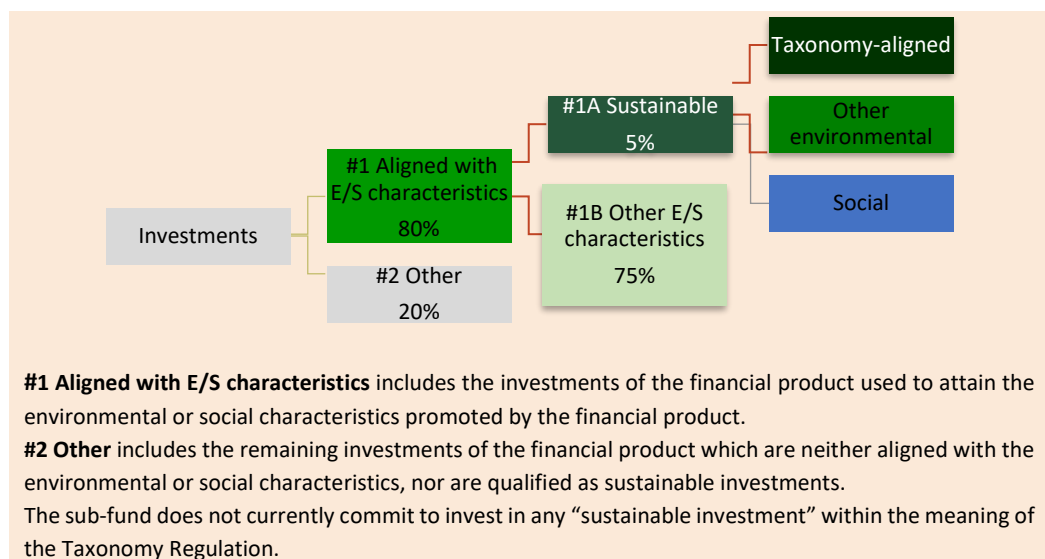 Taxonomy-aligned
#1A Sustainable
5%
Other
environmental
#1 Aligned with
E/S characteristics
80%
#1B Other E/S
characteristics
75%
Social
Investments
#2 Other
20%
#1 Aligned with E/S characteristics includes the investments of the financial product used to attain the
environmental or social characteristics promoted by the financial product.
#2 Other includes the remaining investments of the financial product which are neither aligned with the
environmental or social characteristics, nor are qualified as sustainable investments.
The sub-fund does not currently commit to invest in any “sustainable investment” within the meaning of
the Taxonomy Regulation.